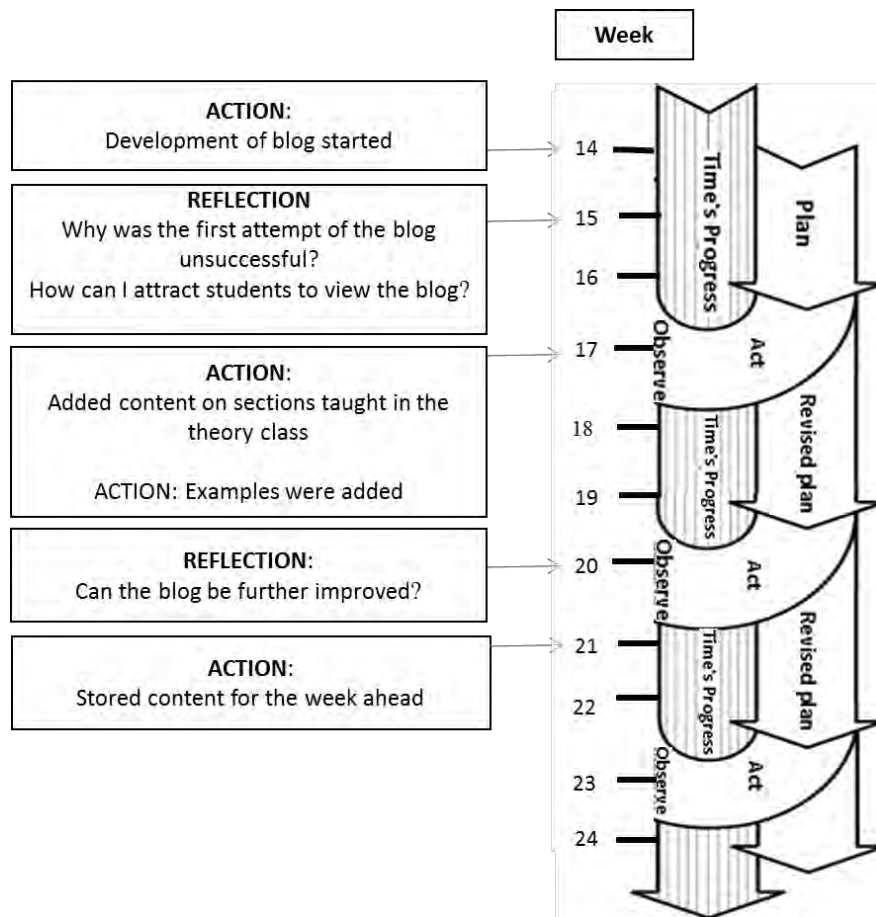 Week
ACTION:
Development of blog started
REFLECTION
Why was the first attempt of the blog
unsuccessful?
How can I attract students to view the blog?
ACTION:
Added content on sections taught in the
theory class
ACTION: Examples were added
REFLECTION:
Can the blog be further improved?
ACTION:
Stored content for the week ahead
14
15
16
17
18
19
20
21
22
23
24
Time's Progress
Plan
Observe
Act
Time's Progress
Revised plan
Observe
Act
Time's Progress
Revised plan
Observe
Act